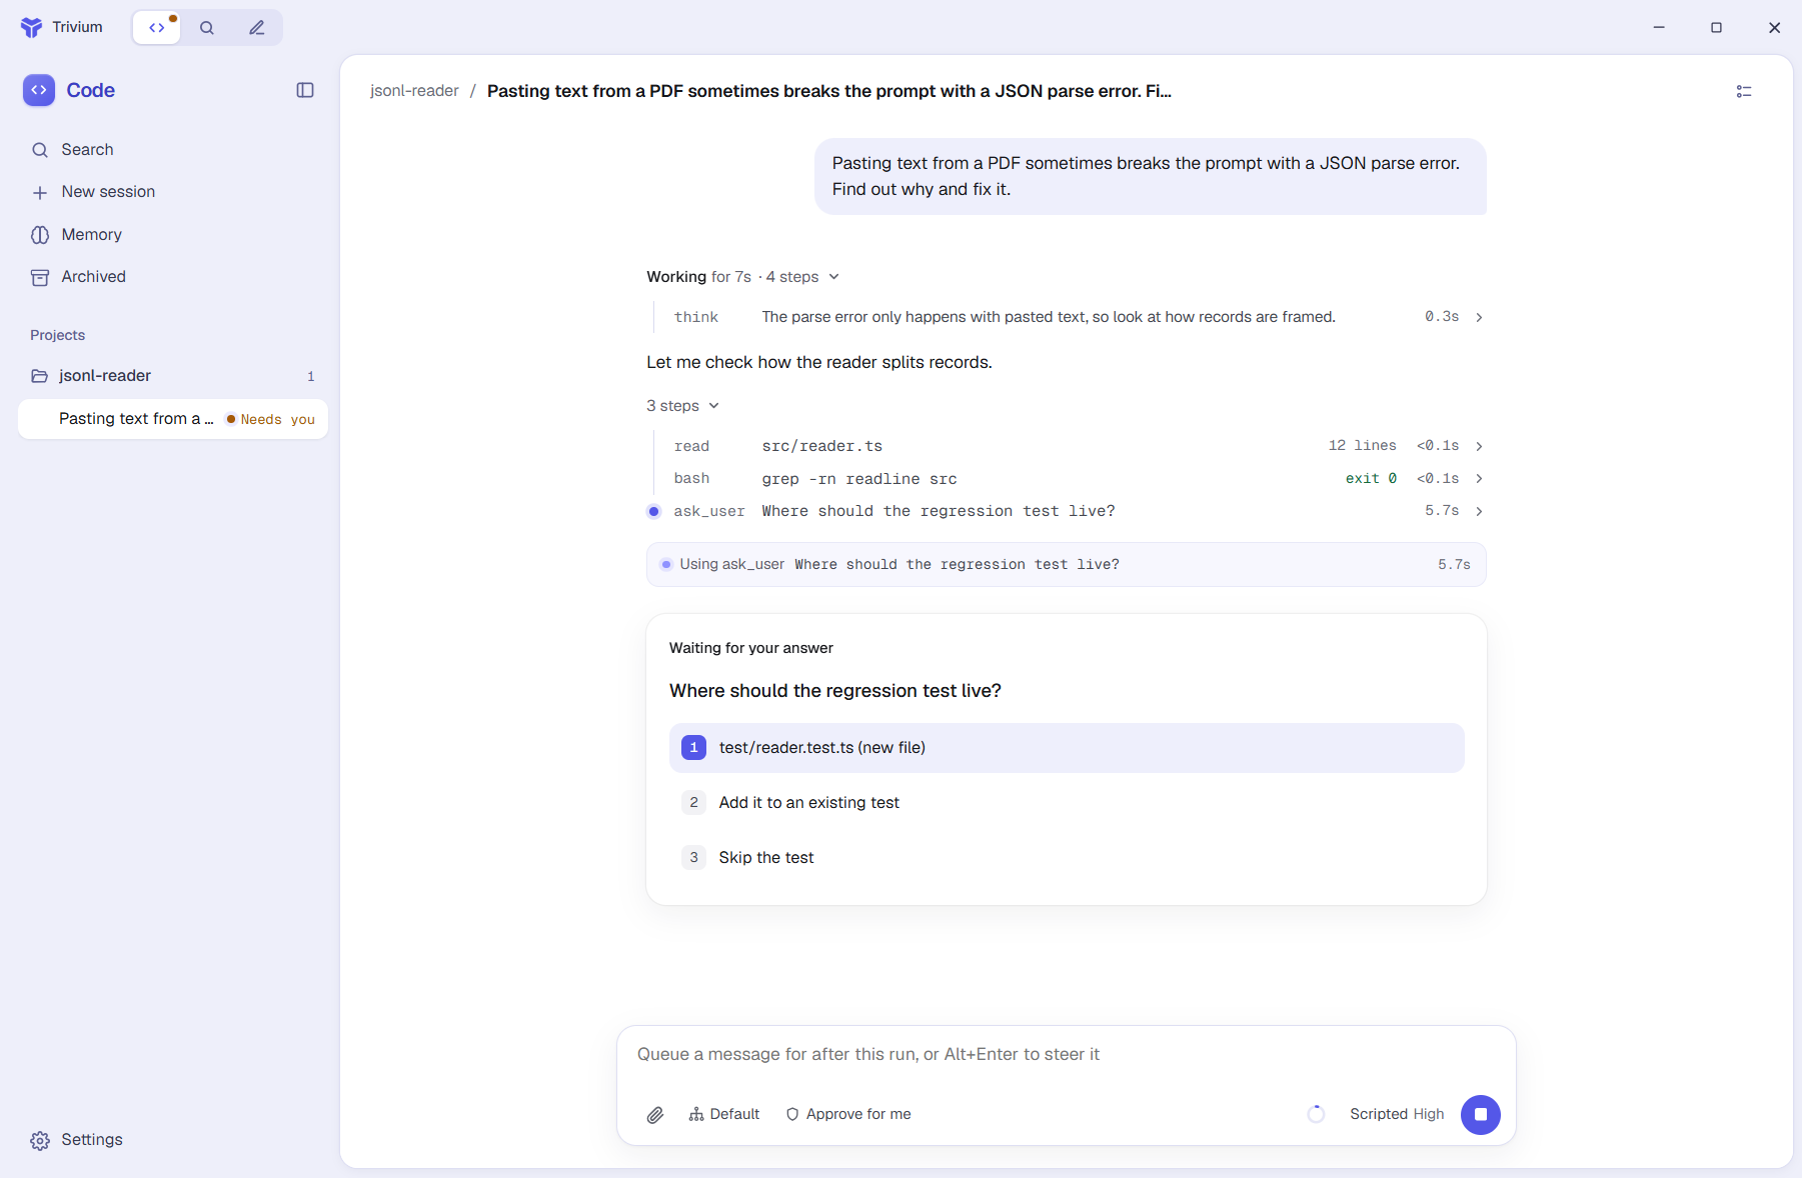 Trivium
Code
Search
New session
Memory
Archived
Projects
jsonl-reader 1
Pasting text from a ... Needs you
Settings
jsonl-reader / Pasting text from a PDF sometimes breaks the prompt with a JSON parse error. Fi...
Pasting text from a PDF sometimes breaks the prompt with a JSON parse error.
Find out why and fix it.
Working for 7s · 4 steps
think The parse error only happens with pasted text, so look at how records are framed. 0.3s
Let me check how the reader splits records.
3 steps
read src/reader.ts 12 lines <0.1s
bash grep -rn readline src exit 0 <0.1s
ask_user Where should the regression test live? 5.7s
Using ask_user Where should the regression test live? 5.7s
Waiting for your answer
Where should the regression test live?
1 test/reader.test.ts (new file)
2 Add it to an existing test
3 Skip the test
Queue a message for after this run, or Alt+Enter to steer it
Default Approve for me Scripted High